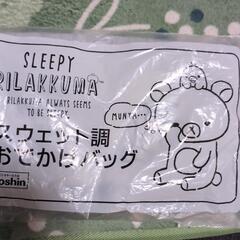 SLEEPY
RILAKKUMA
RILAKKUMA ALWAYS SEEMS
TO BE SLEEPY.
MUNYA...
スウェット調
おでかけバッグ
oshin